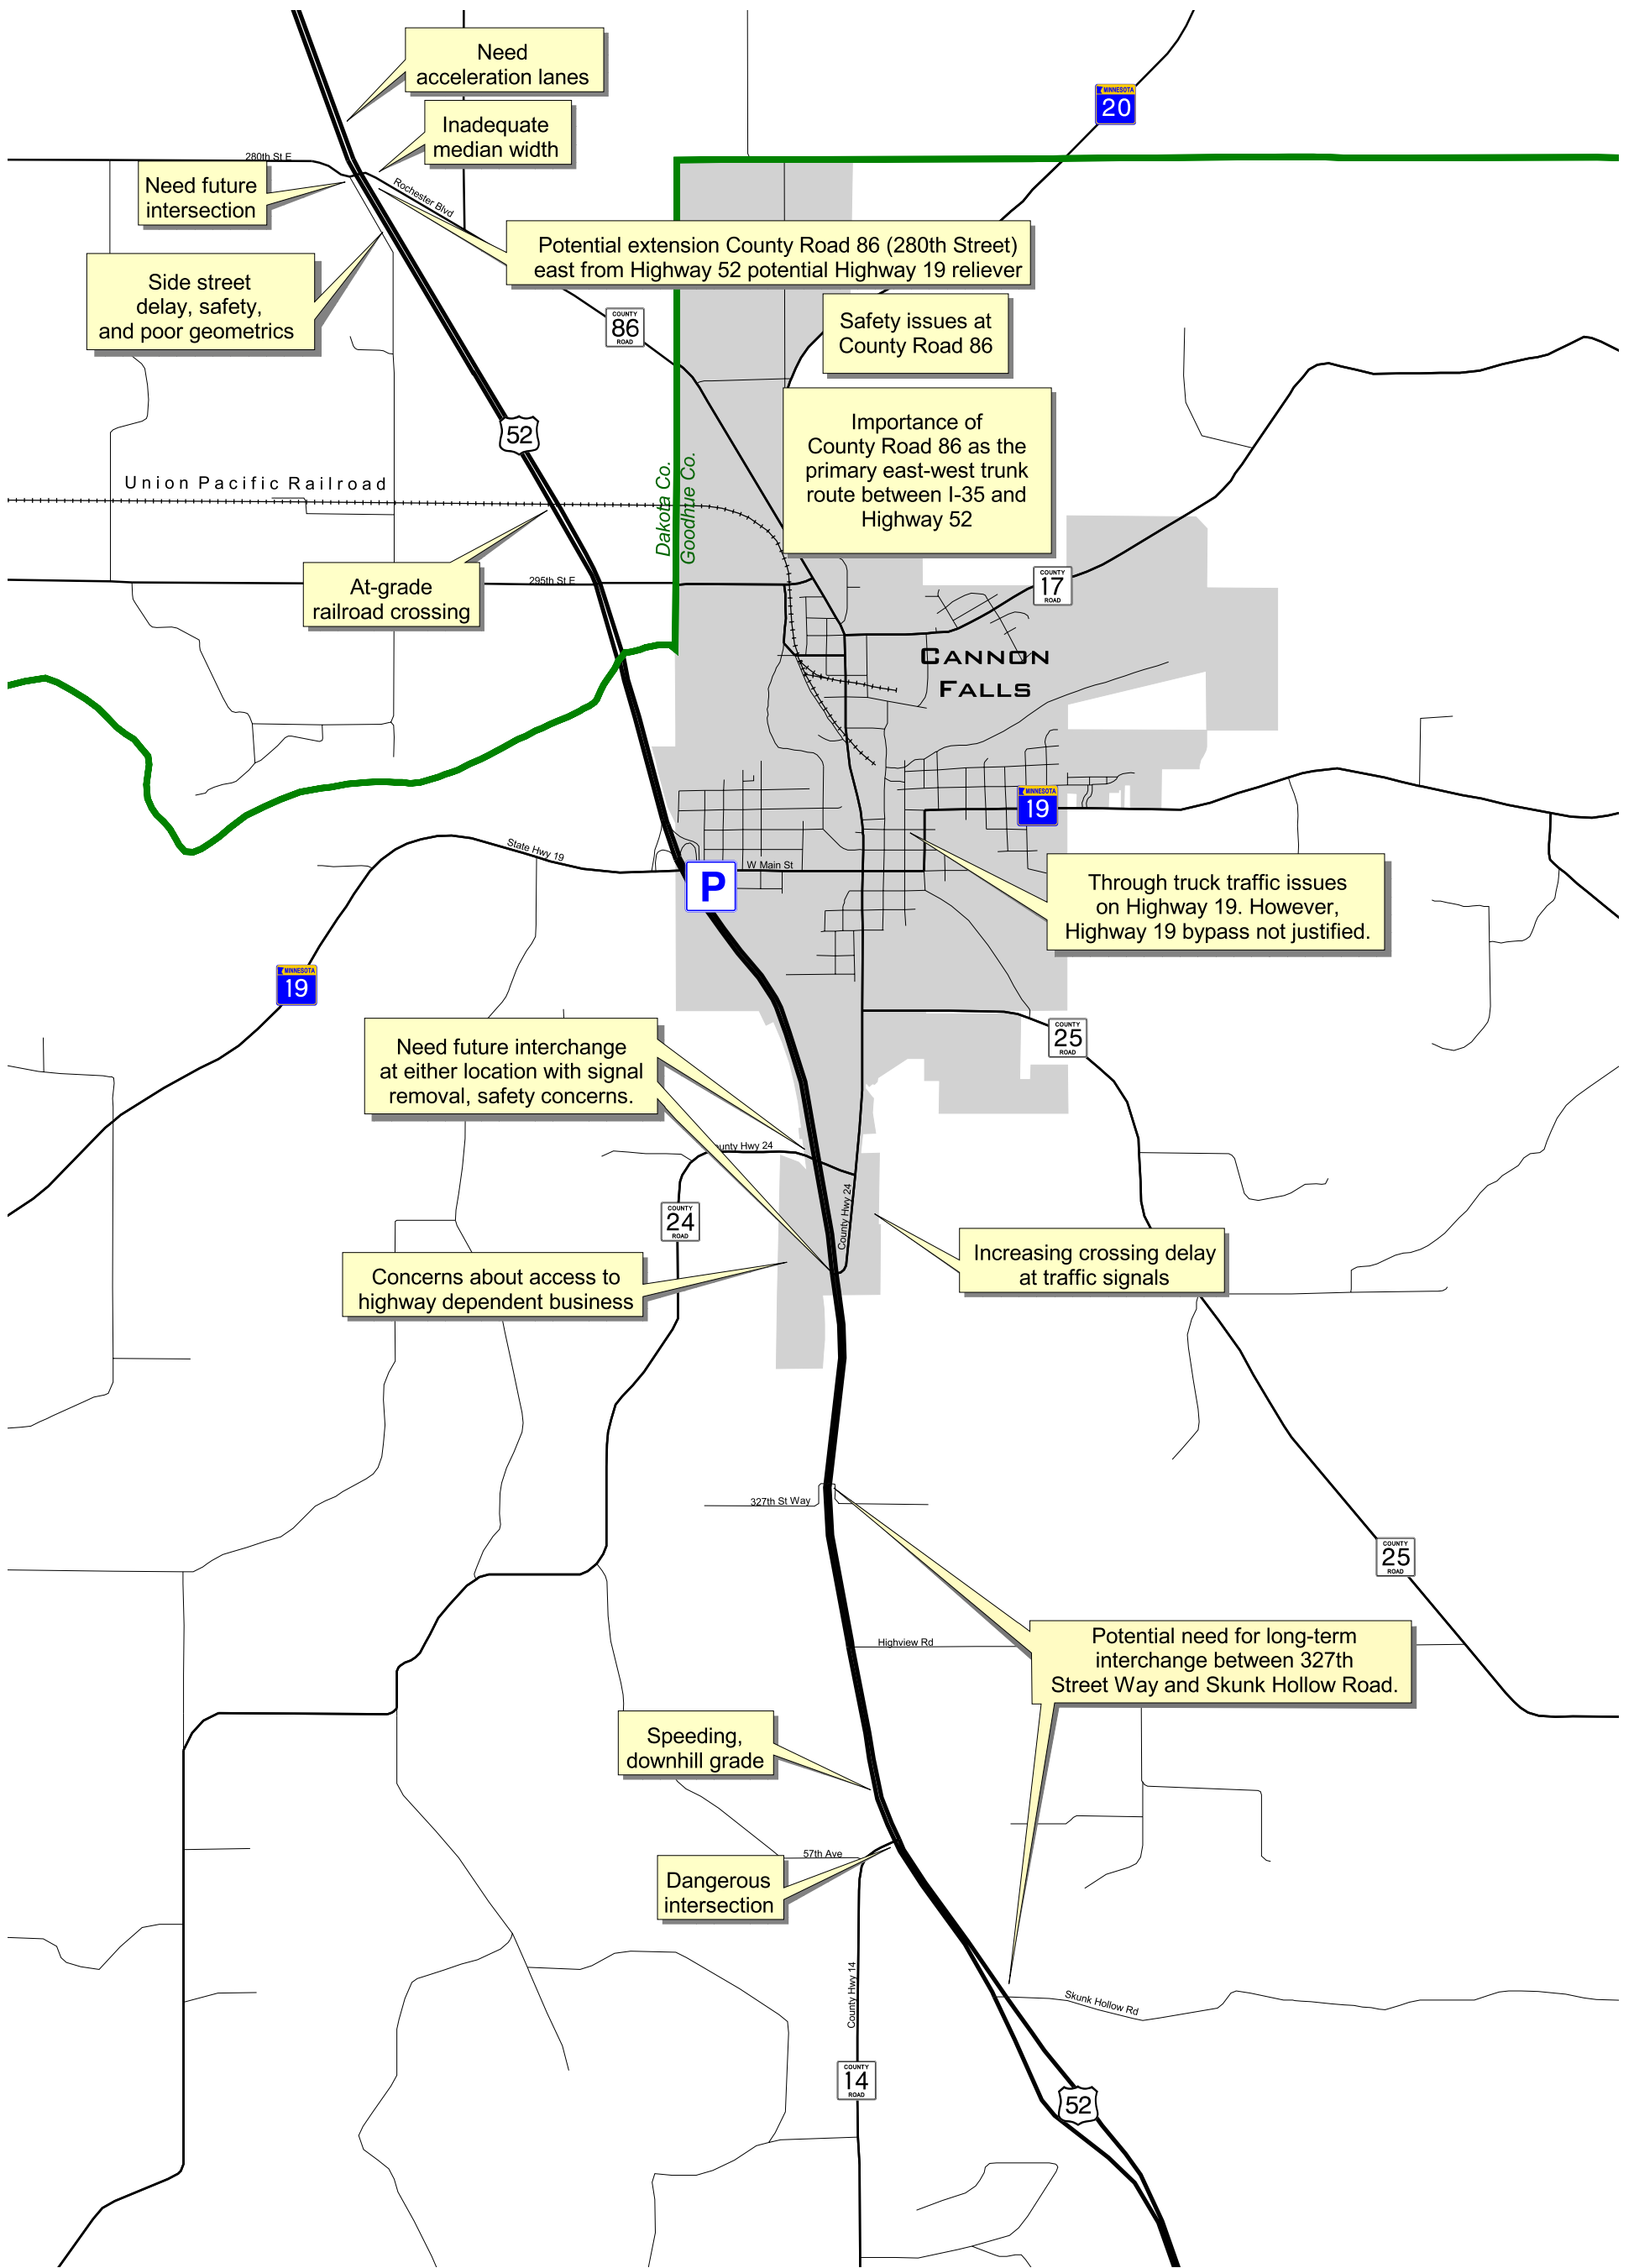 Need
acceleration lanes
MINNESOTA
20
Inadequate
median width
280th St E
Need future
intersection
Rochester Blvd
Potential extension County Road 86 (280th Street)
east from Highway 52 potential Highway 19 reliever
Side street
delay, safety,
and poor geometrics
COUNTY
86
ROAD
Safety issues at
County Road 86
Importance of
County Road 86 as the
primary east-west trunk
route between I-35 and
Highway 52
52
Union Pacific Railroad
Dakota Co.
Goodhue Co.
At-grade
railroad crossing
295th St E
COUNTY
17
ROAD
CANNON
FALLS
MINNESOTA
19
State Hwy 19
W Main St
P
Through truck traffic issues
on Highway 19. However,
Highway 19 bypass not justified.
MINNESOTA
19
Need future interchange
at either location with signal
removal, safety concerns.
COUNTY
25
ROAD
ounty Hwy 24
COUNTY
24
ROAD
County Hwy 24
Increasing crossing delay
at traffic signals
Concerns about access to
highway dependent business
327th St Way
COUNTY
25
ROAD
Highview Rd
Potential need for long-term
interchange between 327th
Street Way and Skunk Hollow Road.
Speeding,
downhill grade
57th Ave
Dangerous
intersection
County Hwy 14
Skunk Hollow Rd
COUNTY
14
ROAD
52